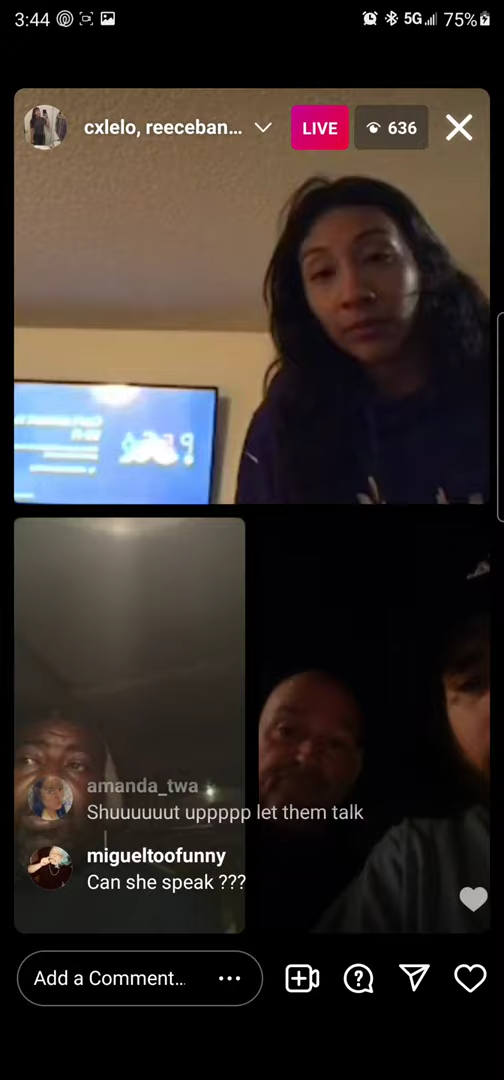 3:44
5G
75%
cxlelo, reeceban...
LIVE
636
amanda_twa
Shuuuuut uppppp let them talk
migueltoofunny
Can she speak ???
Add a Comment...